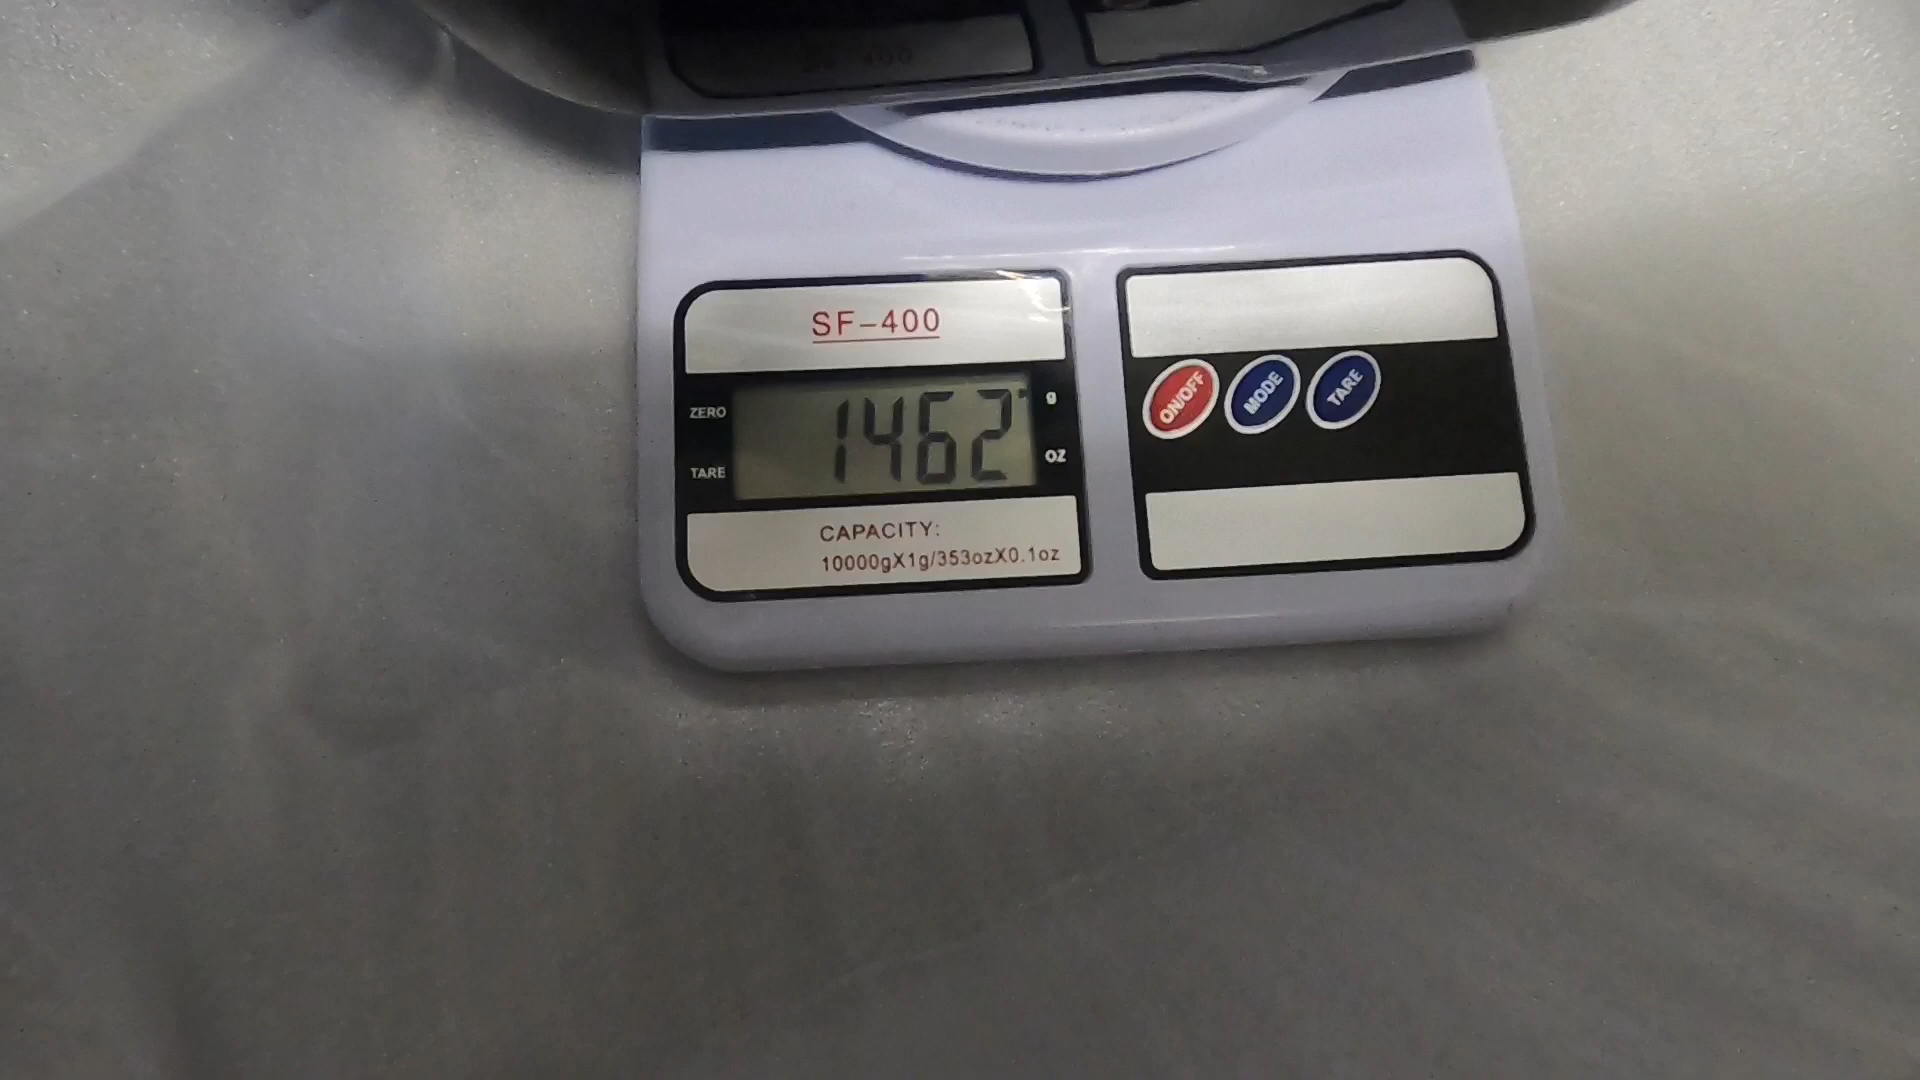 SF-400
ZERO
TARE
1462
g
oz
CAPACITY:
10000gX1g/353ozX0.1oz
ON/OFF
MODE
TARE